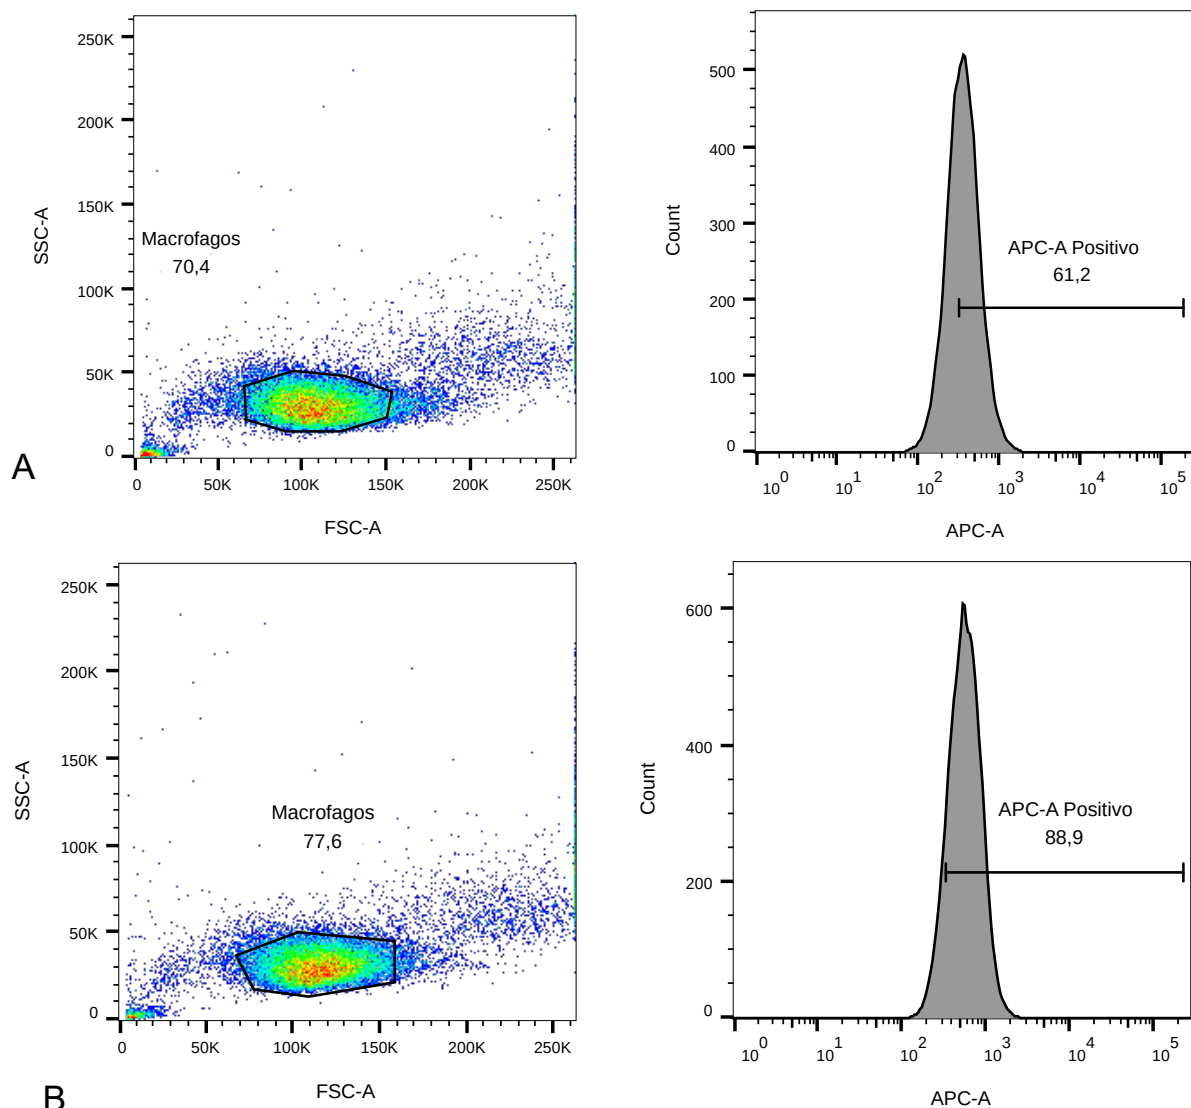 250K
200K
150K
100K
50K
0
SSC-A
Macrofagos
70,4
0 50K 100K 150K 200K 250K
FSC-A
A
500
400
300
200
100
0
Count
APC-A Positivo
61,2
10^0 10^1 10^2 10^3 10^4 10^5
APC-A
250K
200K
150K
100K
50K
0
SSC-A
Macrofagos
77,6
0 50K 100K 150K 200K 250K
FSC-A
B
600
400
200
0
Count
APC-A Positivo
88,9
10^0 10^1 10^2 10^3 10^4 10^5
APC-A